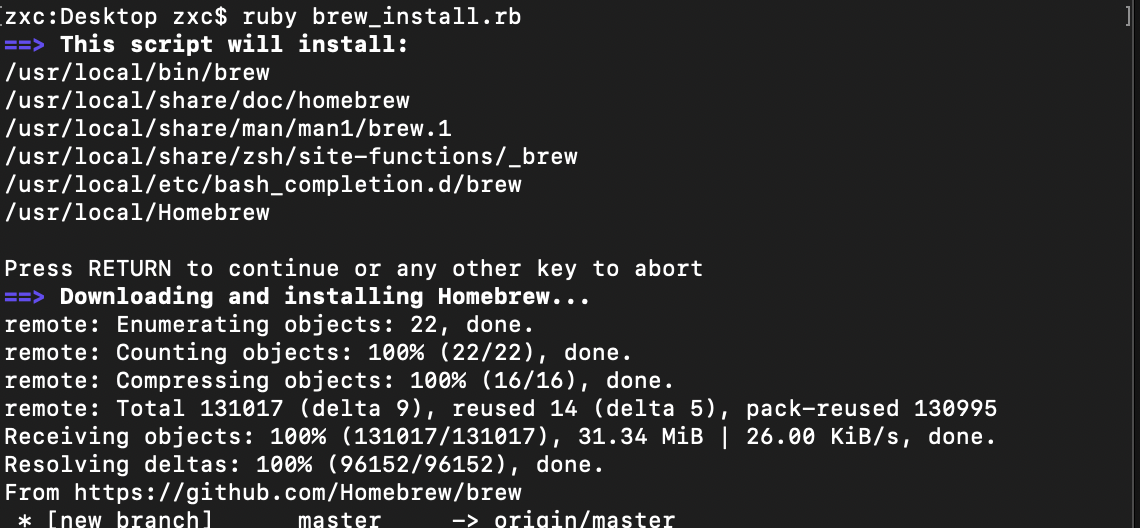 [zxc:Desktop zxc$ ruby brew_install.rb ]
==> This script will install:
/usr/local/bin/brew
/usr/local/share/doc/homebrew
/usr/local/share/man/man1/brew.1
/usr/local/share/zsh/site-functions/_brew
/usr/local/etc/bash_completion.d/brew
/usr/local/Homebrew
Press RETURN to continue or any other key to abort
==> Downloading and installing Homebrew...
remote: Enumerating objects: 22, done.
remote: Counting objects: 100% (22/22), done.
remote: Compressing objects: 100% (16/16), done.
remote: Total 131017 (delta 9), reused 14 (delta 5), pack-reused 130995
Receiving objects: 100% (131017/131017), 31.34 MiB | 26.00 KiB/s, done.
Resolving deltas: 100% (96152/96152), done.
From https://github.com/Homebrew/brew
* [new branch] master -> origin/master